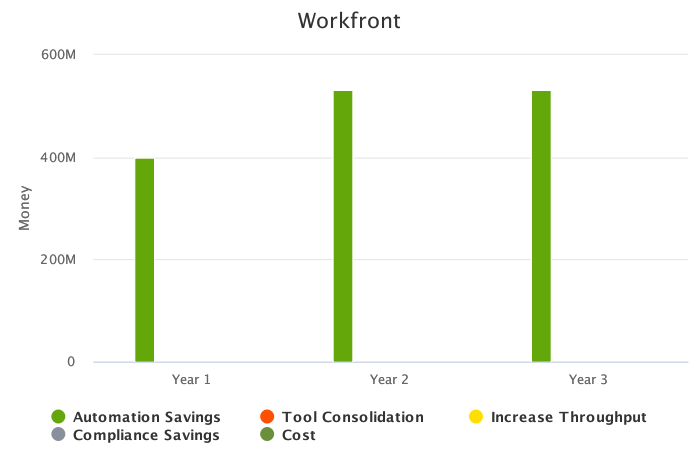 Workfront
600M
400M
200M
0
Money
Year 1 Year 2 Year 3
Automation Savings Tool Consolidation Increase Throughput
Compliance Savings Cost